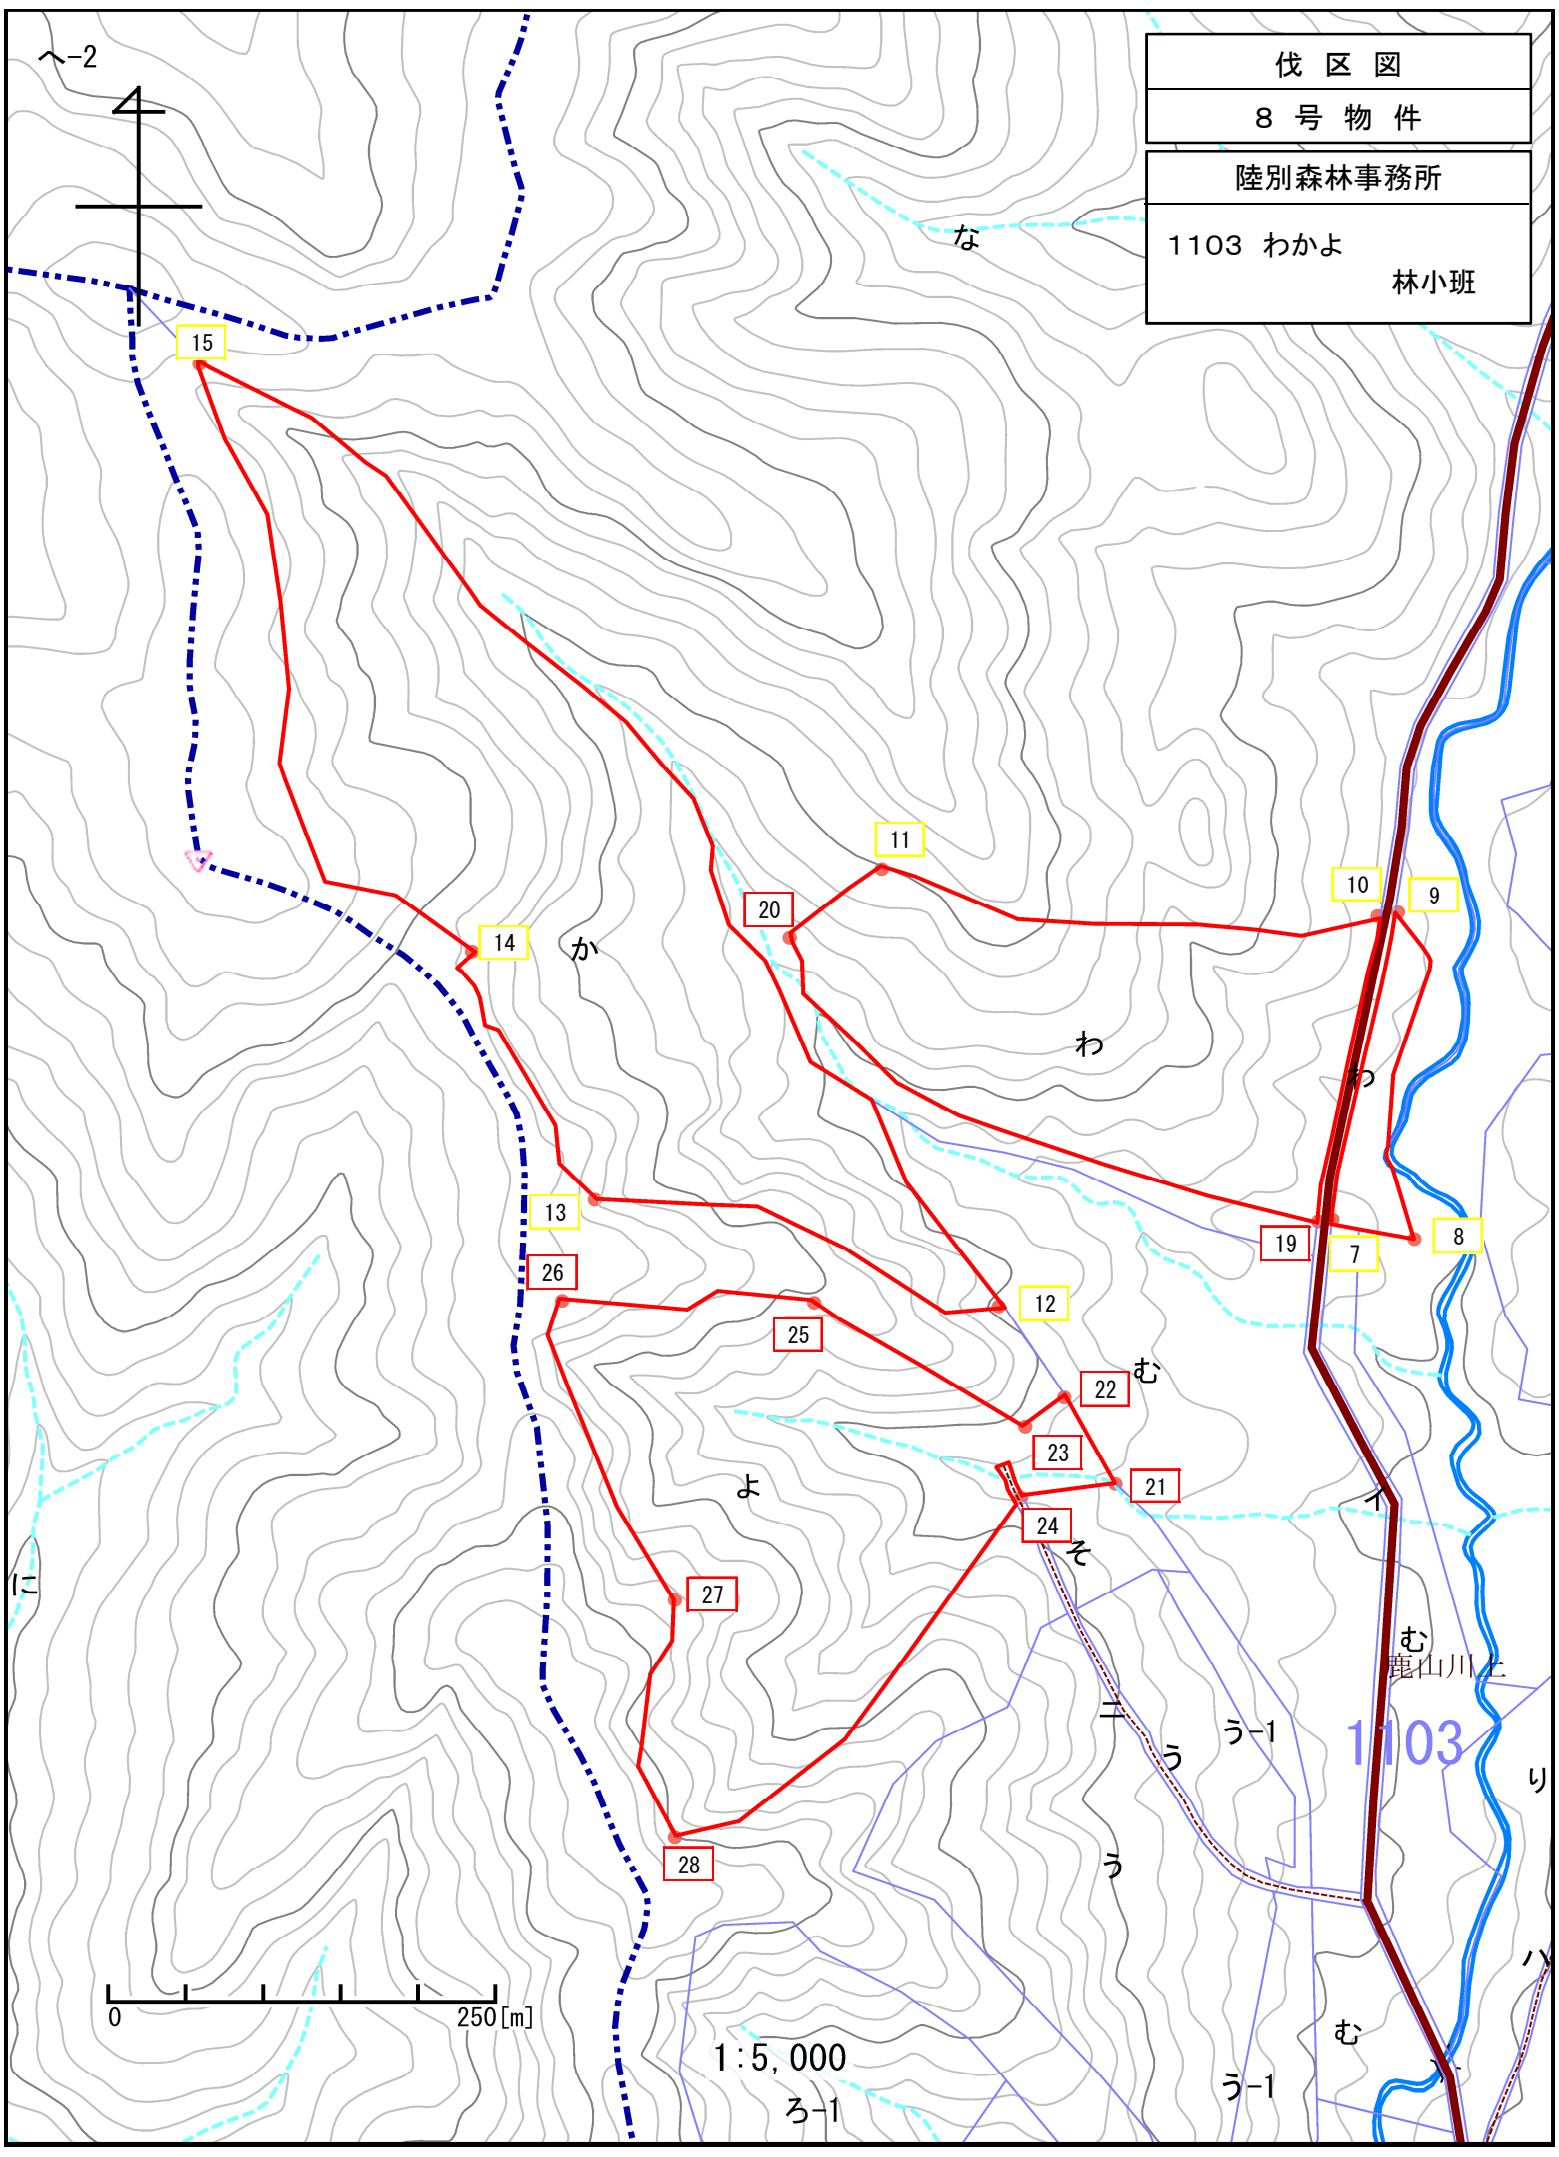 へ-2
伐区図
8号物件
陸別森林事務所
1103 わかよ
林小班
な
15
11
10
9
20
14
か
わ
わ
13
19
7
8
26
12
25
む
22
23
21
よ
イ
24
そ
に
27
む
鹿山川上
ニ
う
う-1
1103
り
う
28
ハ
0
250[m]
む
1:5,000
う-1
ろ-1